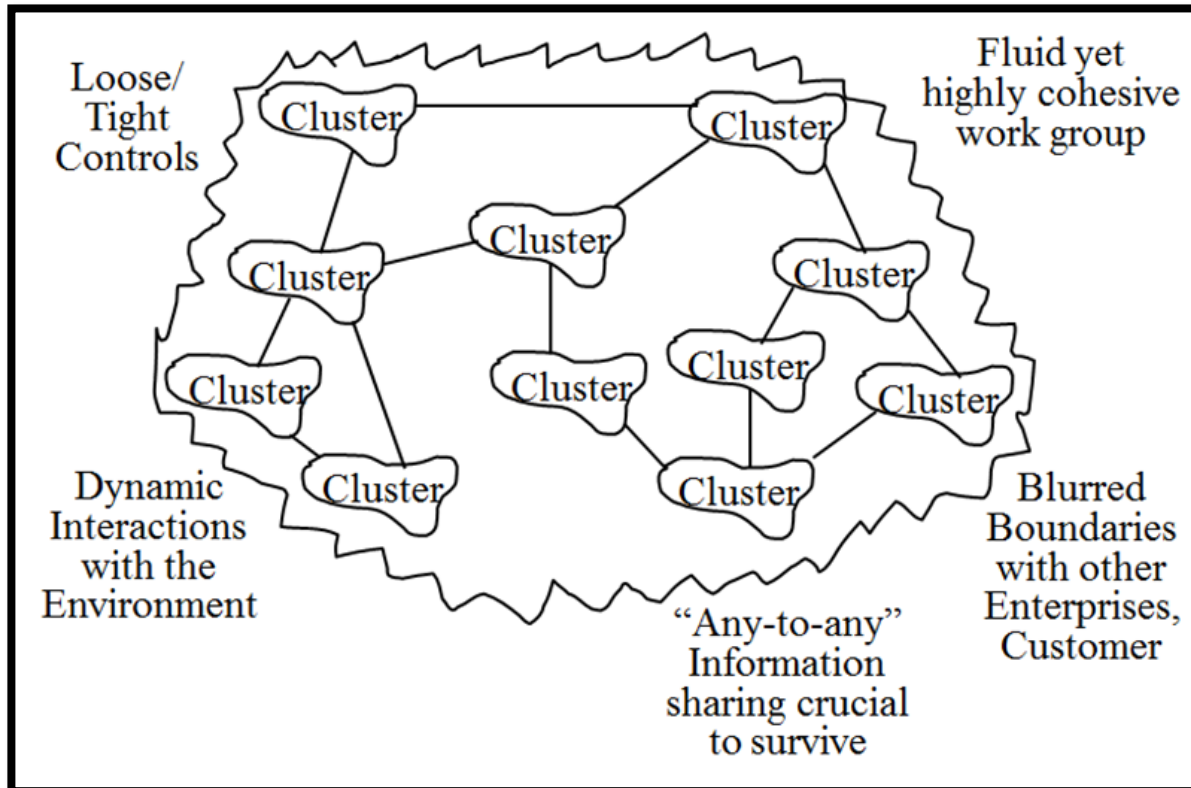 Loose/
Tight
Controls
Fluid yet
highly cohesive
work group
Cluster
Cluster
Cluster
Cluster
Cluster
Cluster
Cluster
Cluster
Cluster
Cluster
Cluster
Dynamic
Interactions
with the
Environment
Blurred
Boundaries
with other
Enterprises,
Customer
“Any-to-any”
Information
sharing crucial
to survive